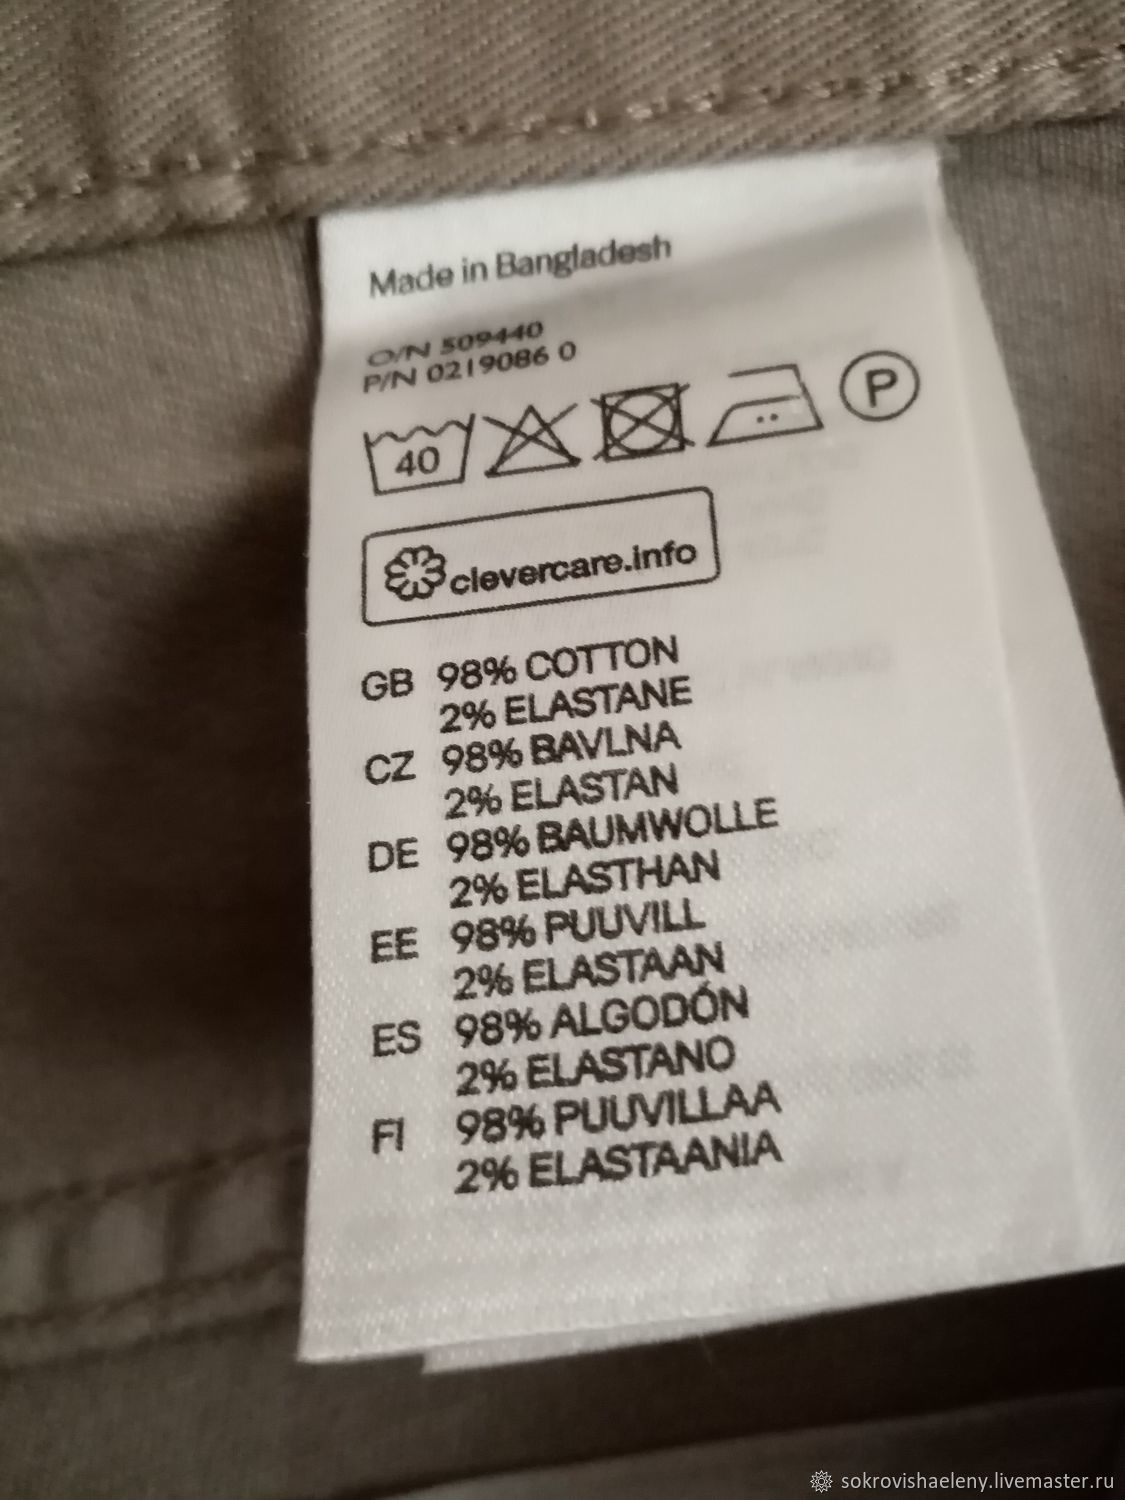 Made in Bangladesh
O/N 509440
P/N 0219086 0
40
P
clevercare.info
GB 98% COTTON
2% ELASTANE
CZ 98% BAVLNA
2% ELASTAN
DE 98% BAUMWOLLE
2% ELASTHAN
EE 98% PUUVILL
2% ELASTAAN
ES 98% ALGODÓN
2% ELASTANO
FI 98% PUUVILLAA
2% ELASTAANIA
sokrovishaeleny.livemaster.ru